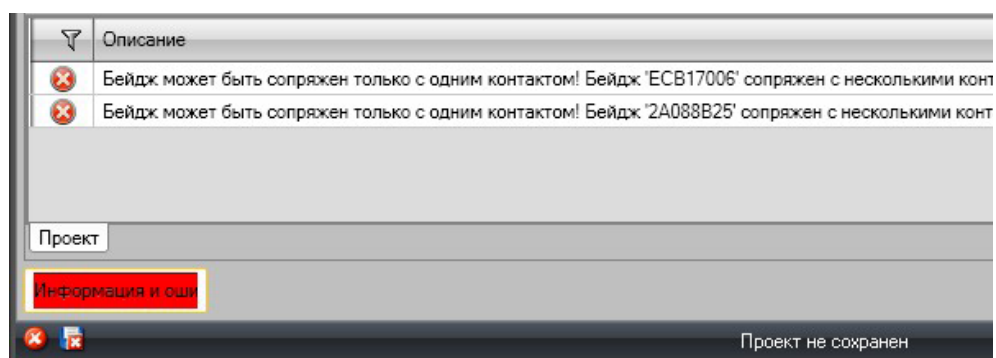 Описание
Бейдж может быть сопряжен только с одним контактом! Бейдж 'ECB17006' сопряжен с несколькими конт
Бейдж может быть сопряжен только с одним контактом! Бейдж '2A088B25' сопряжен с несколькими конт
Проект
Информация и оши
Проект не сохранен